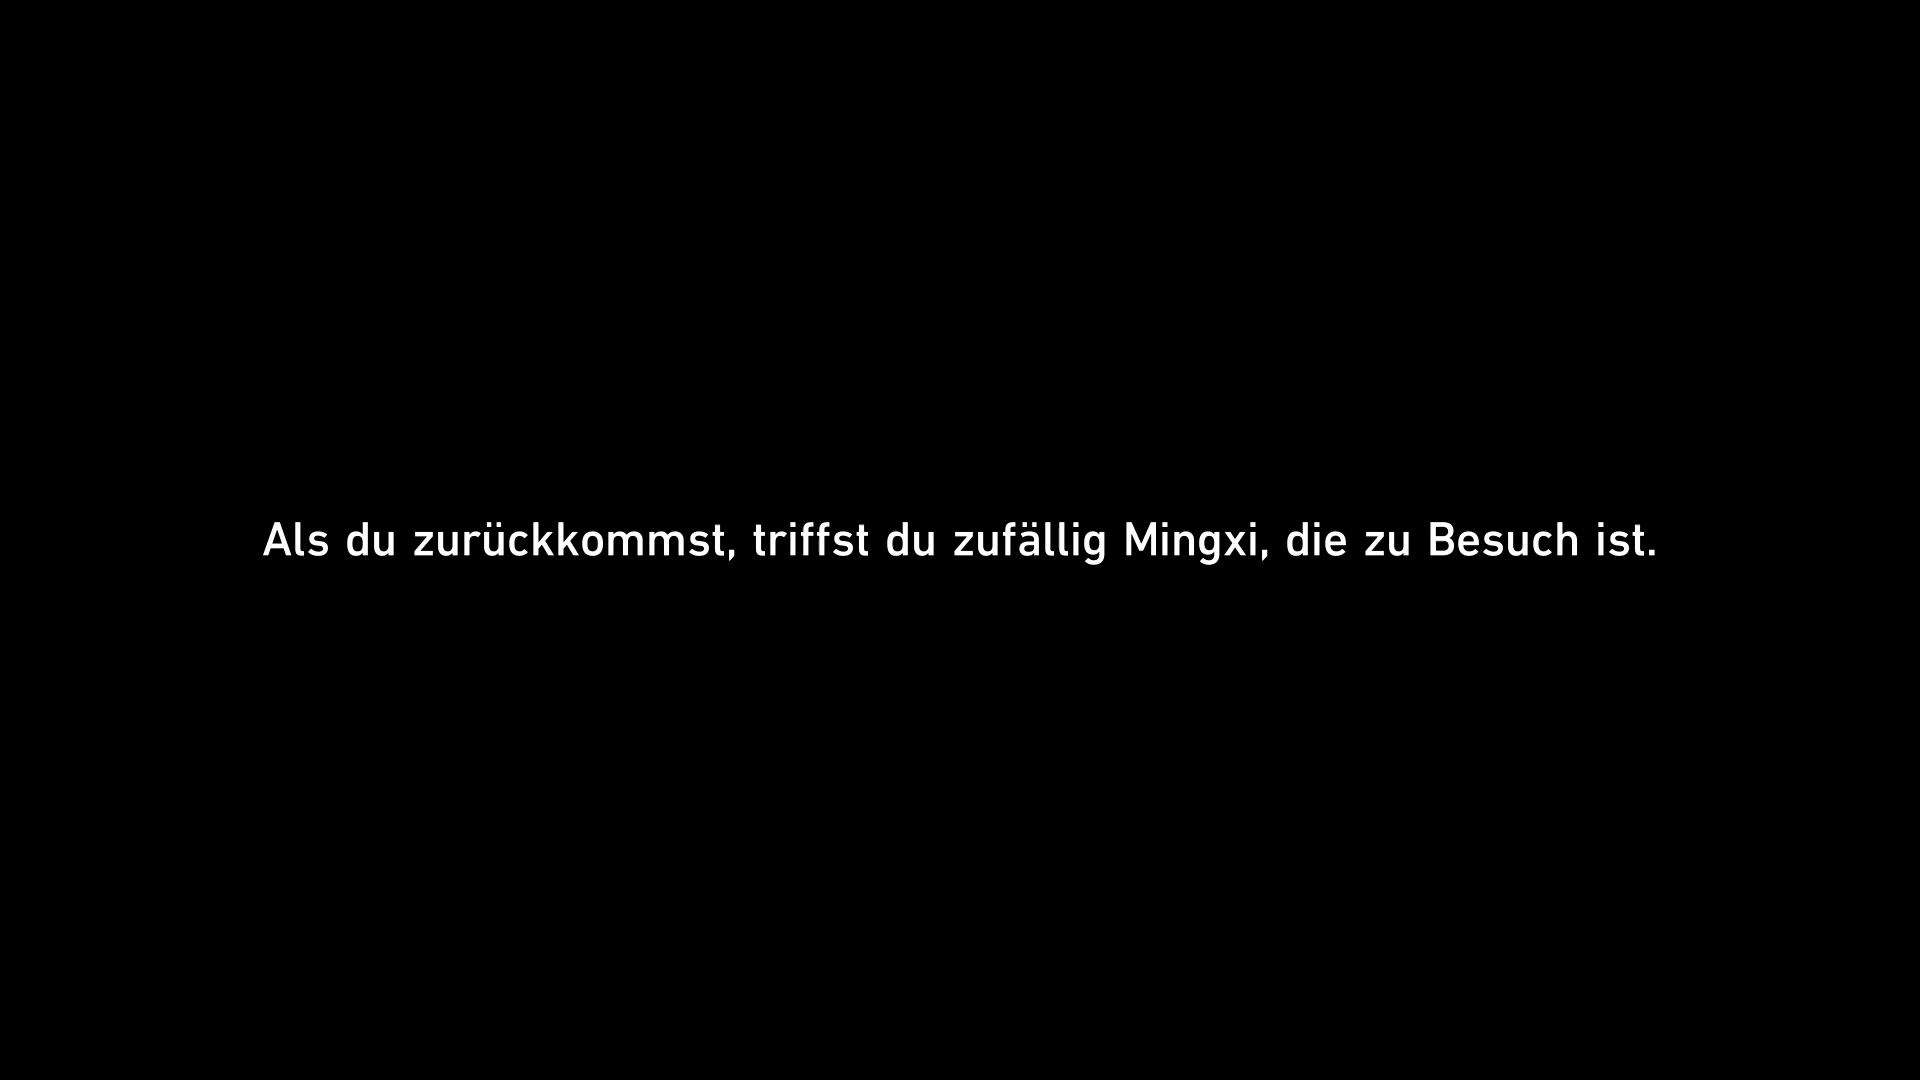 Als du zurückkommst, triffst du zufällig Mingxi, die zu Besuch ist.